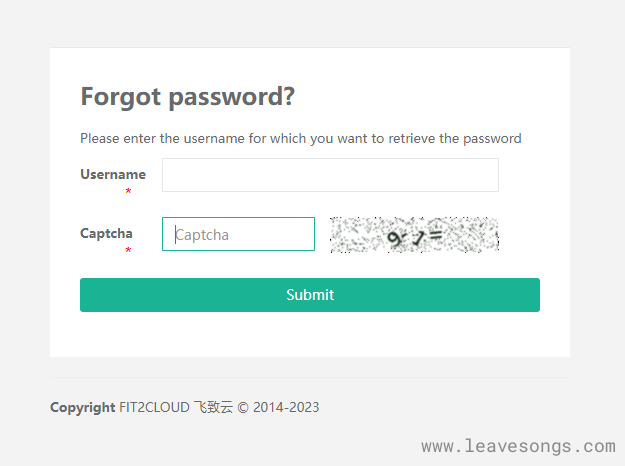 Forgot password?
Please enter the username for which you want to retrieve the password
Username
*
Captcha
*
Captcha
9-1=
Submit
Copyright FIT2CLOUD 飞致云 © 2014-2023
www.leavesongs.com